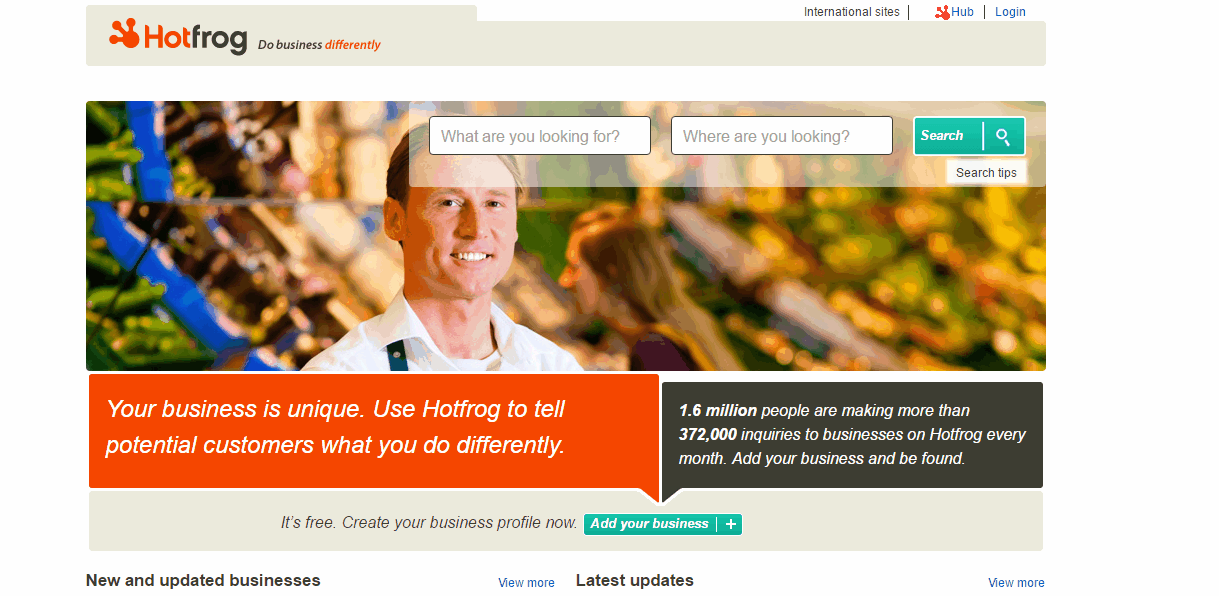 International sites | Hub | Login
Hotfrog Do business differently
What are you looking for?
Where are you looking?
Search
Search tips
Your business is unique. Use Hotfrog to tell
potential customers what you do differently.
1.6 million people are making more than
372,000 inquiries to businesses on Hotfrog every
month. Add your business and be found.
It's free. Create your business profile now. Add your business | +
New and updated businesses
View more
Latest updates
View more